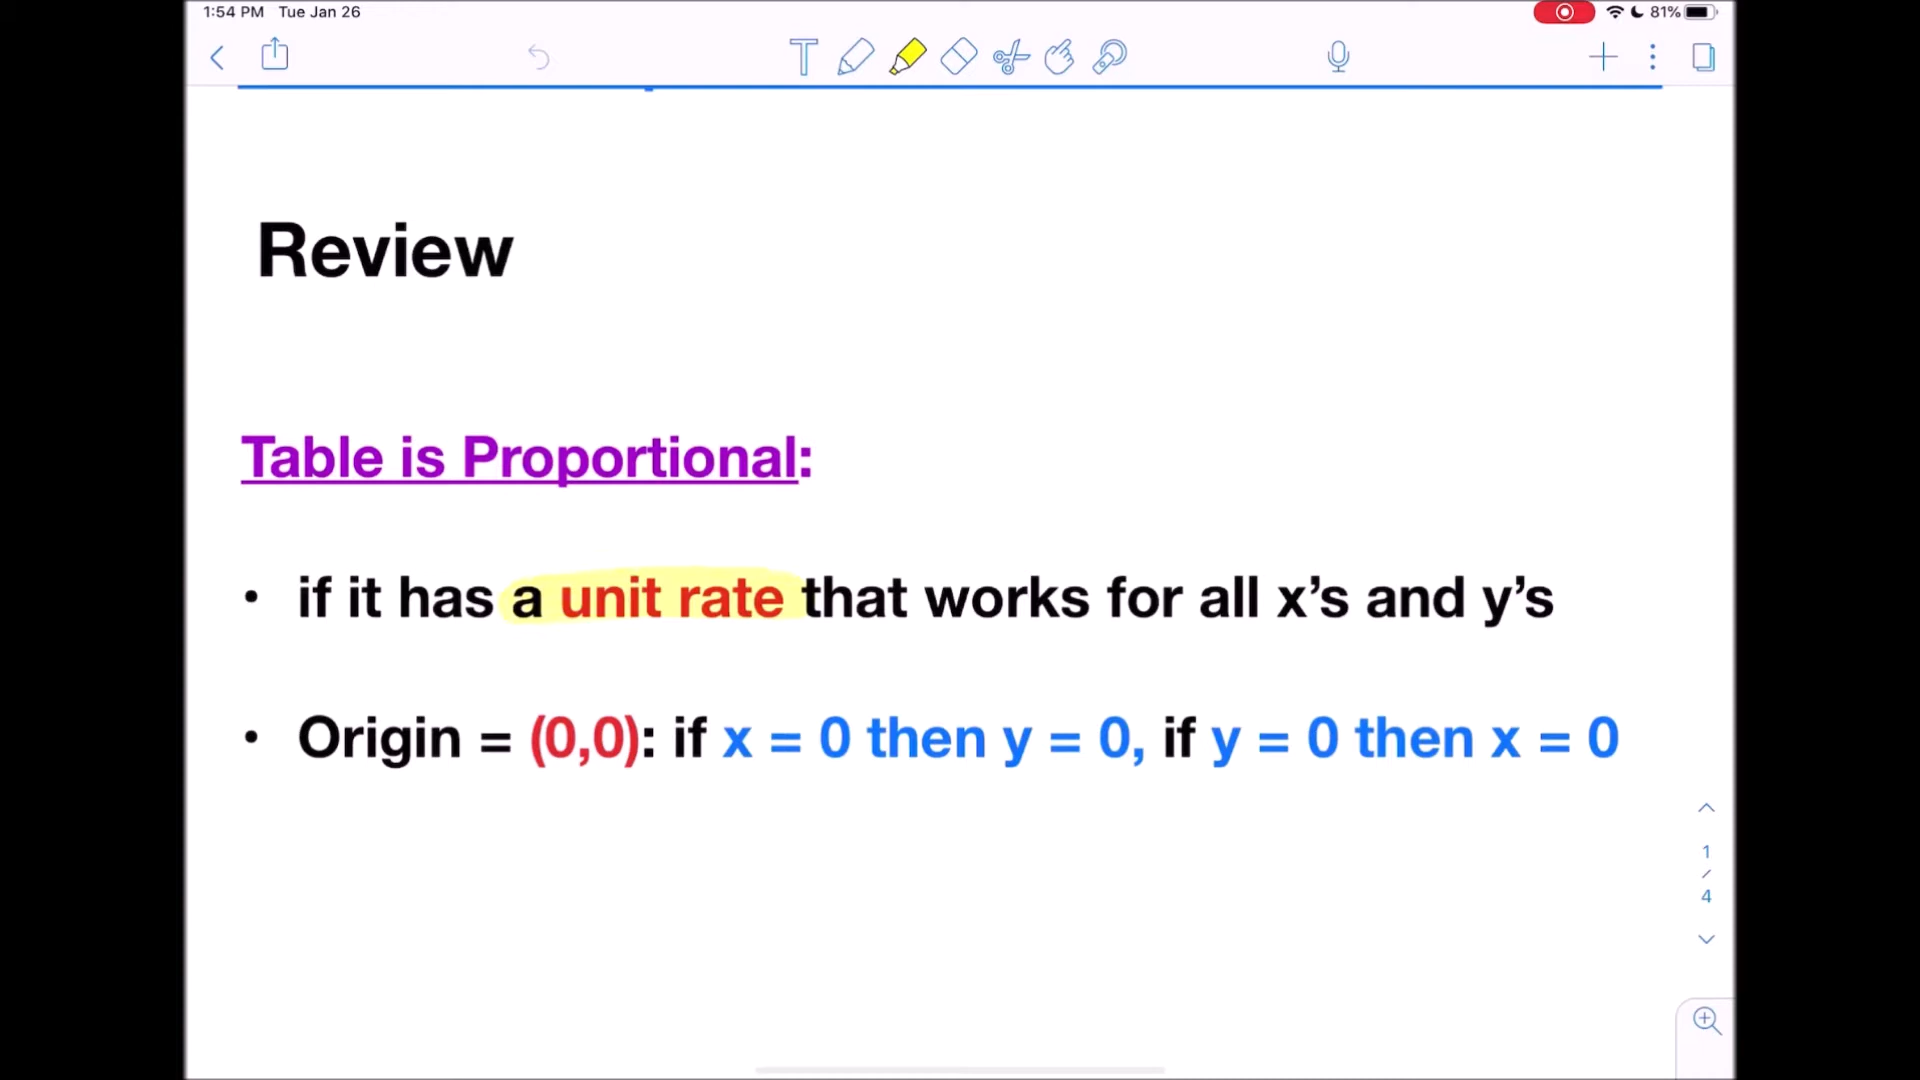 1:54 PM Tue Jan 26
81%
T
Review
Table is Proportional:
• if it has a unit rate that works for all x’s and y’s
• Origin = (0,0): if x = 0 then y = 0, if y = 0 then x = 0
1
/
4